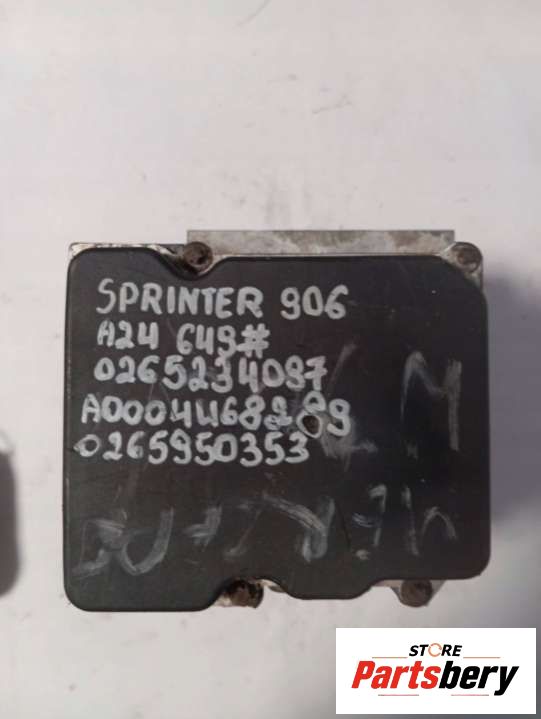 SPRINTER 906
A24 649#
0265234087
A0004468289
0265950353
STORE
Partsbery